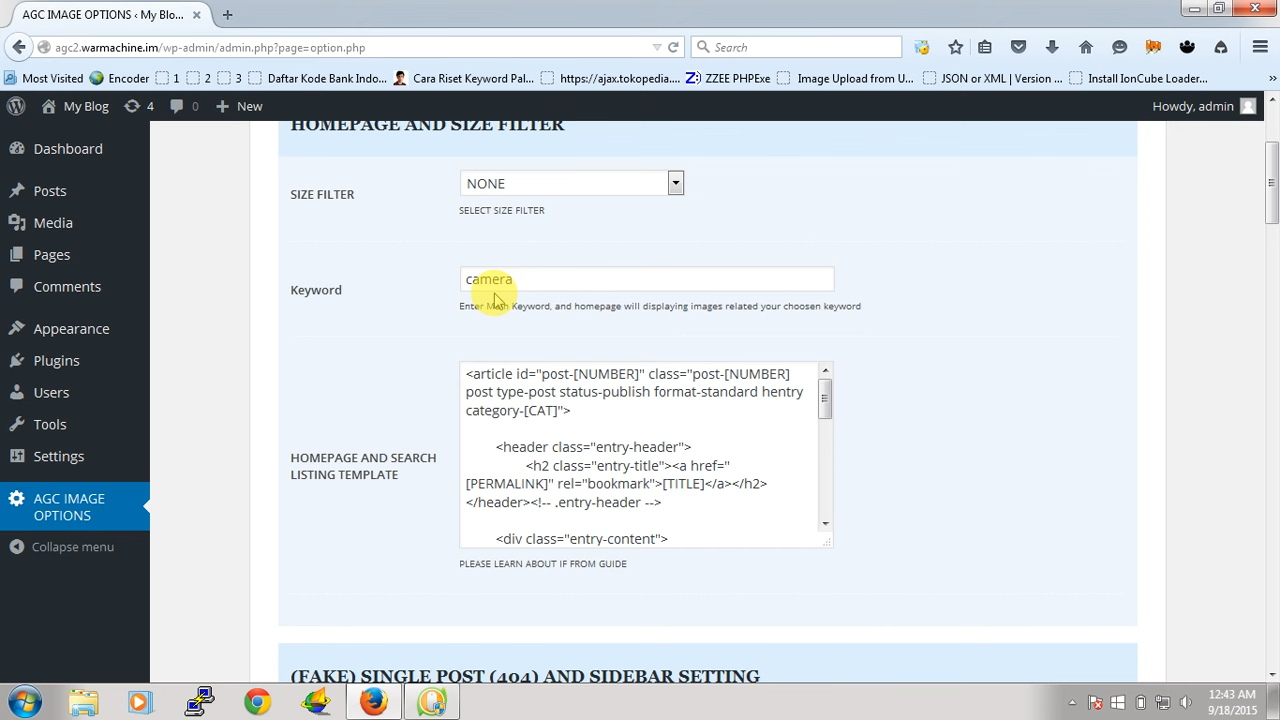 AGC IMAGE OPTIONS ‹ My Blo...
agc2.warmachine.im/wp-admin/admin.php?page=option.php
Search
Most Visited
Encoder
1
2
3
Daftar Kode Bank Indo...
Cara Riset Keyword Pal...
https://ajax.tokopedia....
ZZEE PHPExe
Image Upload from U...
JSON or XML | Version ...
Install IonCube Loader...
My Blog
4
0
New
Howdy, admin
Dashboard
Posts
Media
Pages
Comments
Appearance
Plugins
Users
Tools
Settings
AGC IMAGE
OPTIONS
Collapse menu
HOMEPAGE AND SIZE FILTER
SIZE FILTER
NONE
SELECT SIZE FILTER
Keyword
camera
Enter Main Keyword, and homepage will displaying images related your choosen keyword
HOMEPAGE AND SEARCH
LISTING TEMPLATE
<article id="post-[NUMBER]" class="post-[NUMBER]
post type-post status-publish format-standard hentry
category-[CAT]">
<header class="entry-header">
<h2 class="entry-title"><a href="
[PERMALINK]" rel="bookmark">[TITLE]</a></h2>
</header><!-- .entry-header -->
<div class="entry-content">
PLEASE LEARN ABOUT IF FROM GUIDE
(FAKE) SINGLE POST (404) AND SIDEBAR SETTING
12:43 AM
9/18/2015